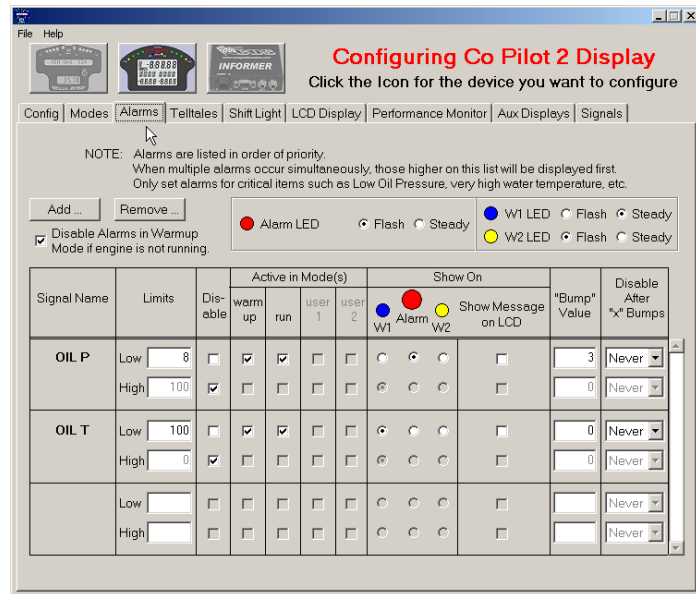 File Help
8.8.8.8.8
INFORMER
Configuring Co Pilot 2 Display
Click the Icon for the device you want to configure
Config Modes Alarms Telltales Shift Light LCD Display Performance Monitor Aux Displays Signals
NOTE: Alarms are listed in order of priority.
When multiple alarms occur simultaneously, those higher on this list will be displayed first.
Only set alarms for critical items such as Low Oil Pressure, very high water temperature, etc.
Add ... Remove ...
Disable Alarms in Warmup
Mode if engine is not running.
Alarm LED Flash Steady
W1 LED Flash Steady
W2 LED Flash Steady
Signal Name Limits Dis-
able
Active in Mode(s)
warm
up run user
1 user
2
Show On
W1 Alarm W2 Show Message
on LCD
"Bump"
Value
Disable
After
"x" Bumps
OIL P Low 8 3 Never
High 100 0 Never
OIL T Low 100 0 Never
High 0 0 Never
Low Never
High Never